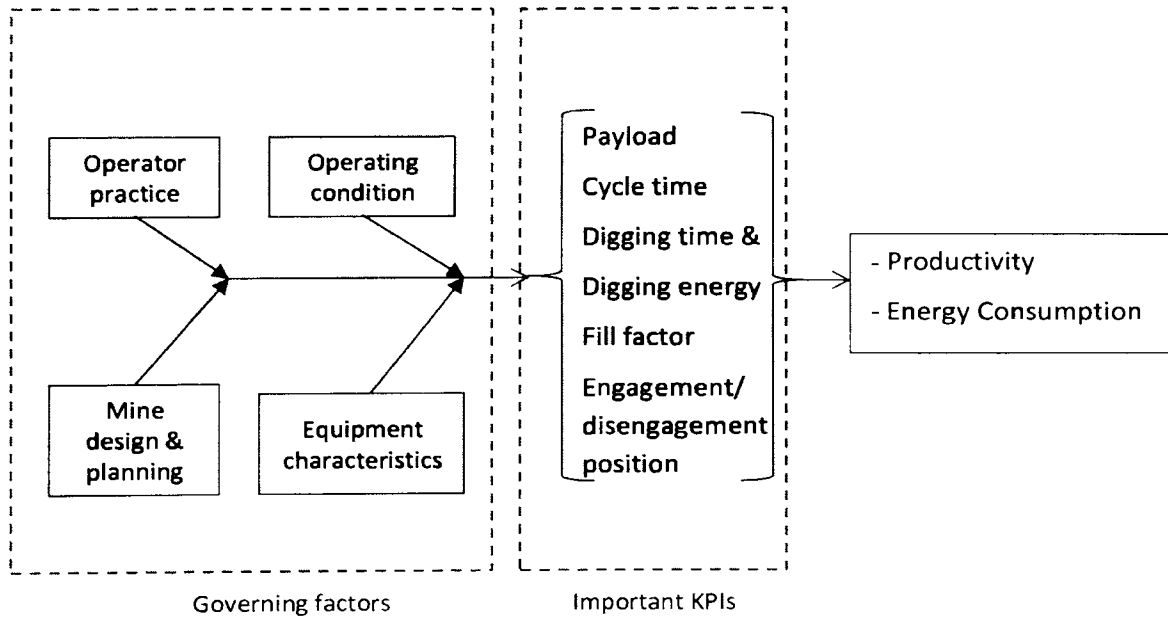 Operator
practice
Operating
condition
Mine
design &
planning
Equipment
characteristics
Governing factors
Payload
Cycle time
Digging time &
Digging energy
Fill factor
Engagement/
disengagement
position
Important KPIs
- Productivity
- Energy Consumption